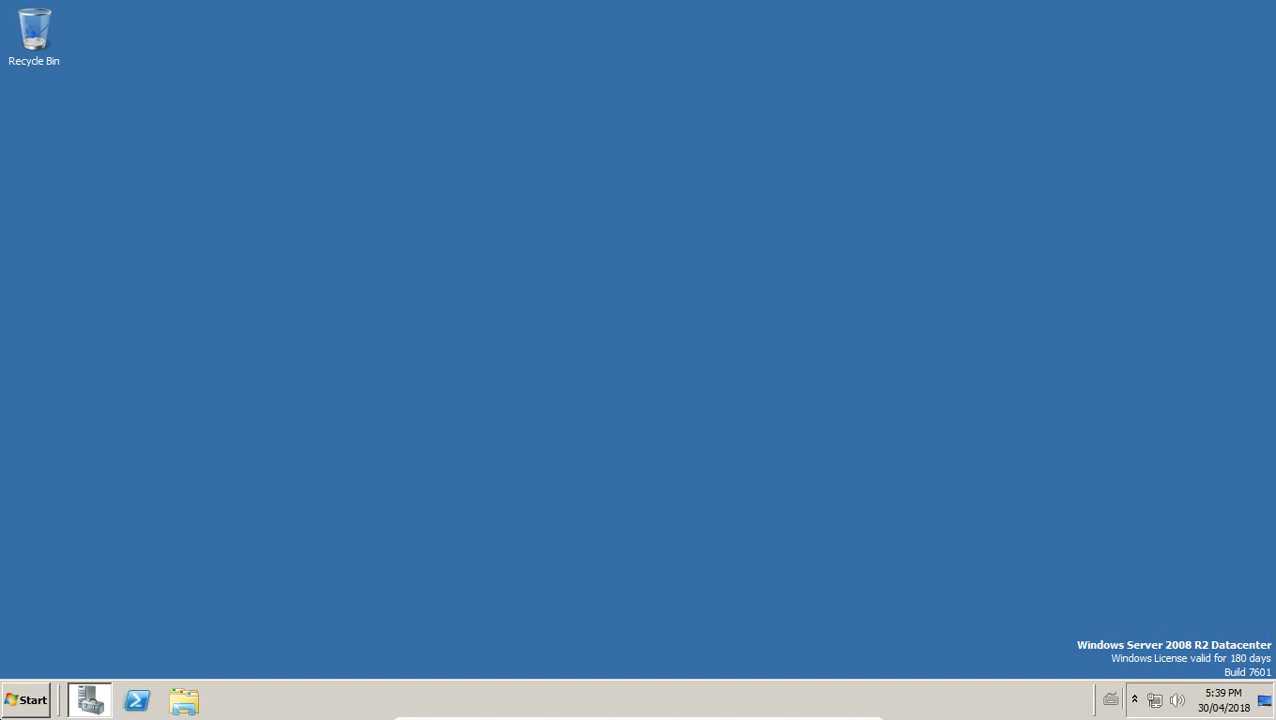 Recycle Bin
Windows Server 2008 R2 Datacenter
Windows License valid for 180 days
Build 7601
Start
5:39 PM
30/04/2018